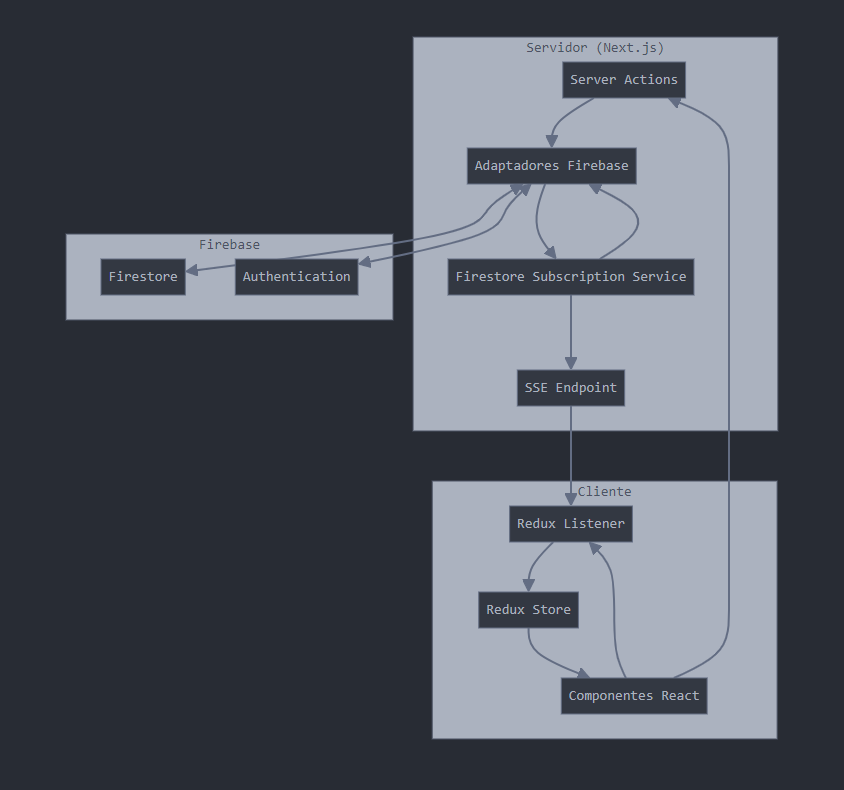 Servidor (Next.js)
Server Actions
Adaptadores Firebase
Firebase
Firestore
Authentication
Firestore Subscription Service
SSE Endpoint
Cliente
Redux Listener
Redux Store
Componentes React